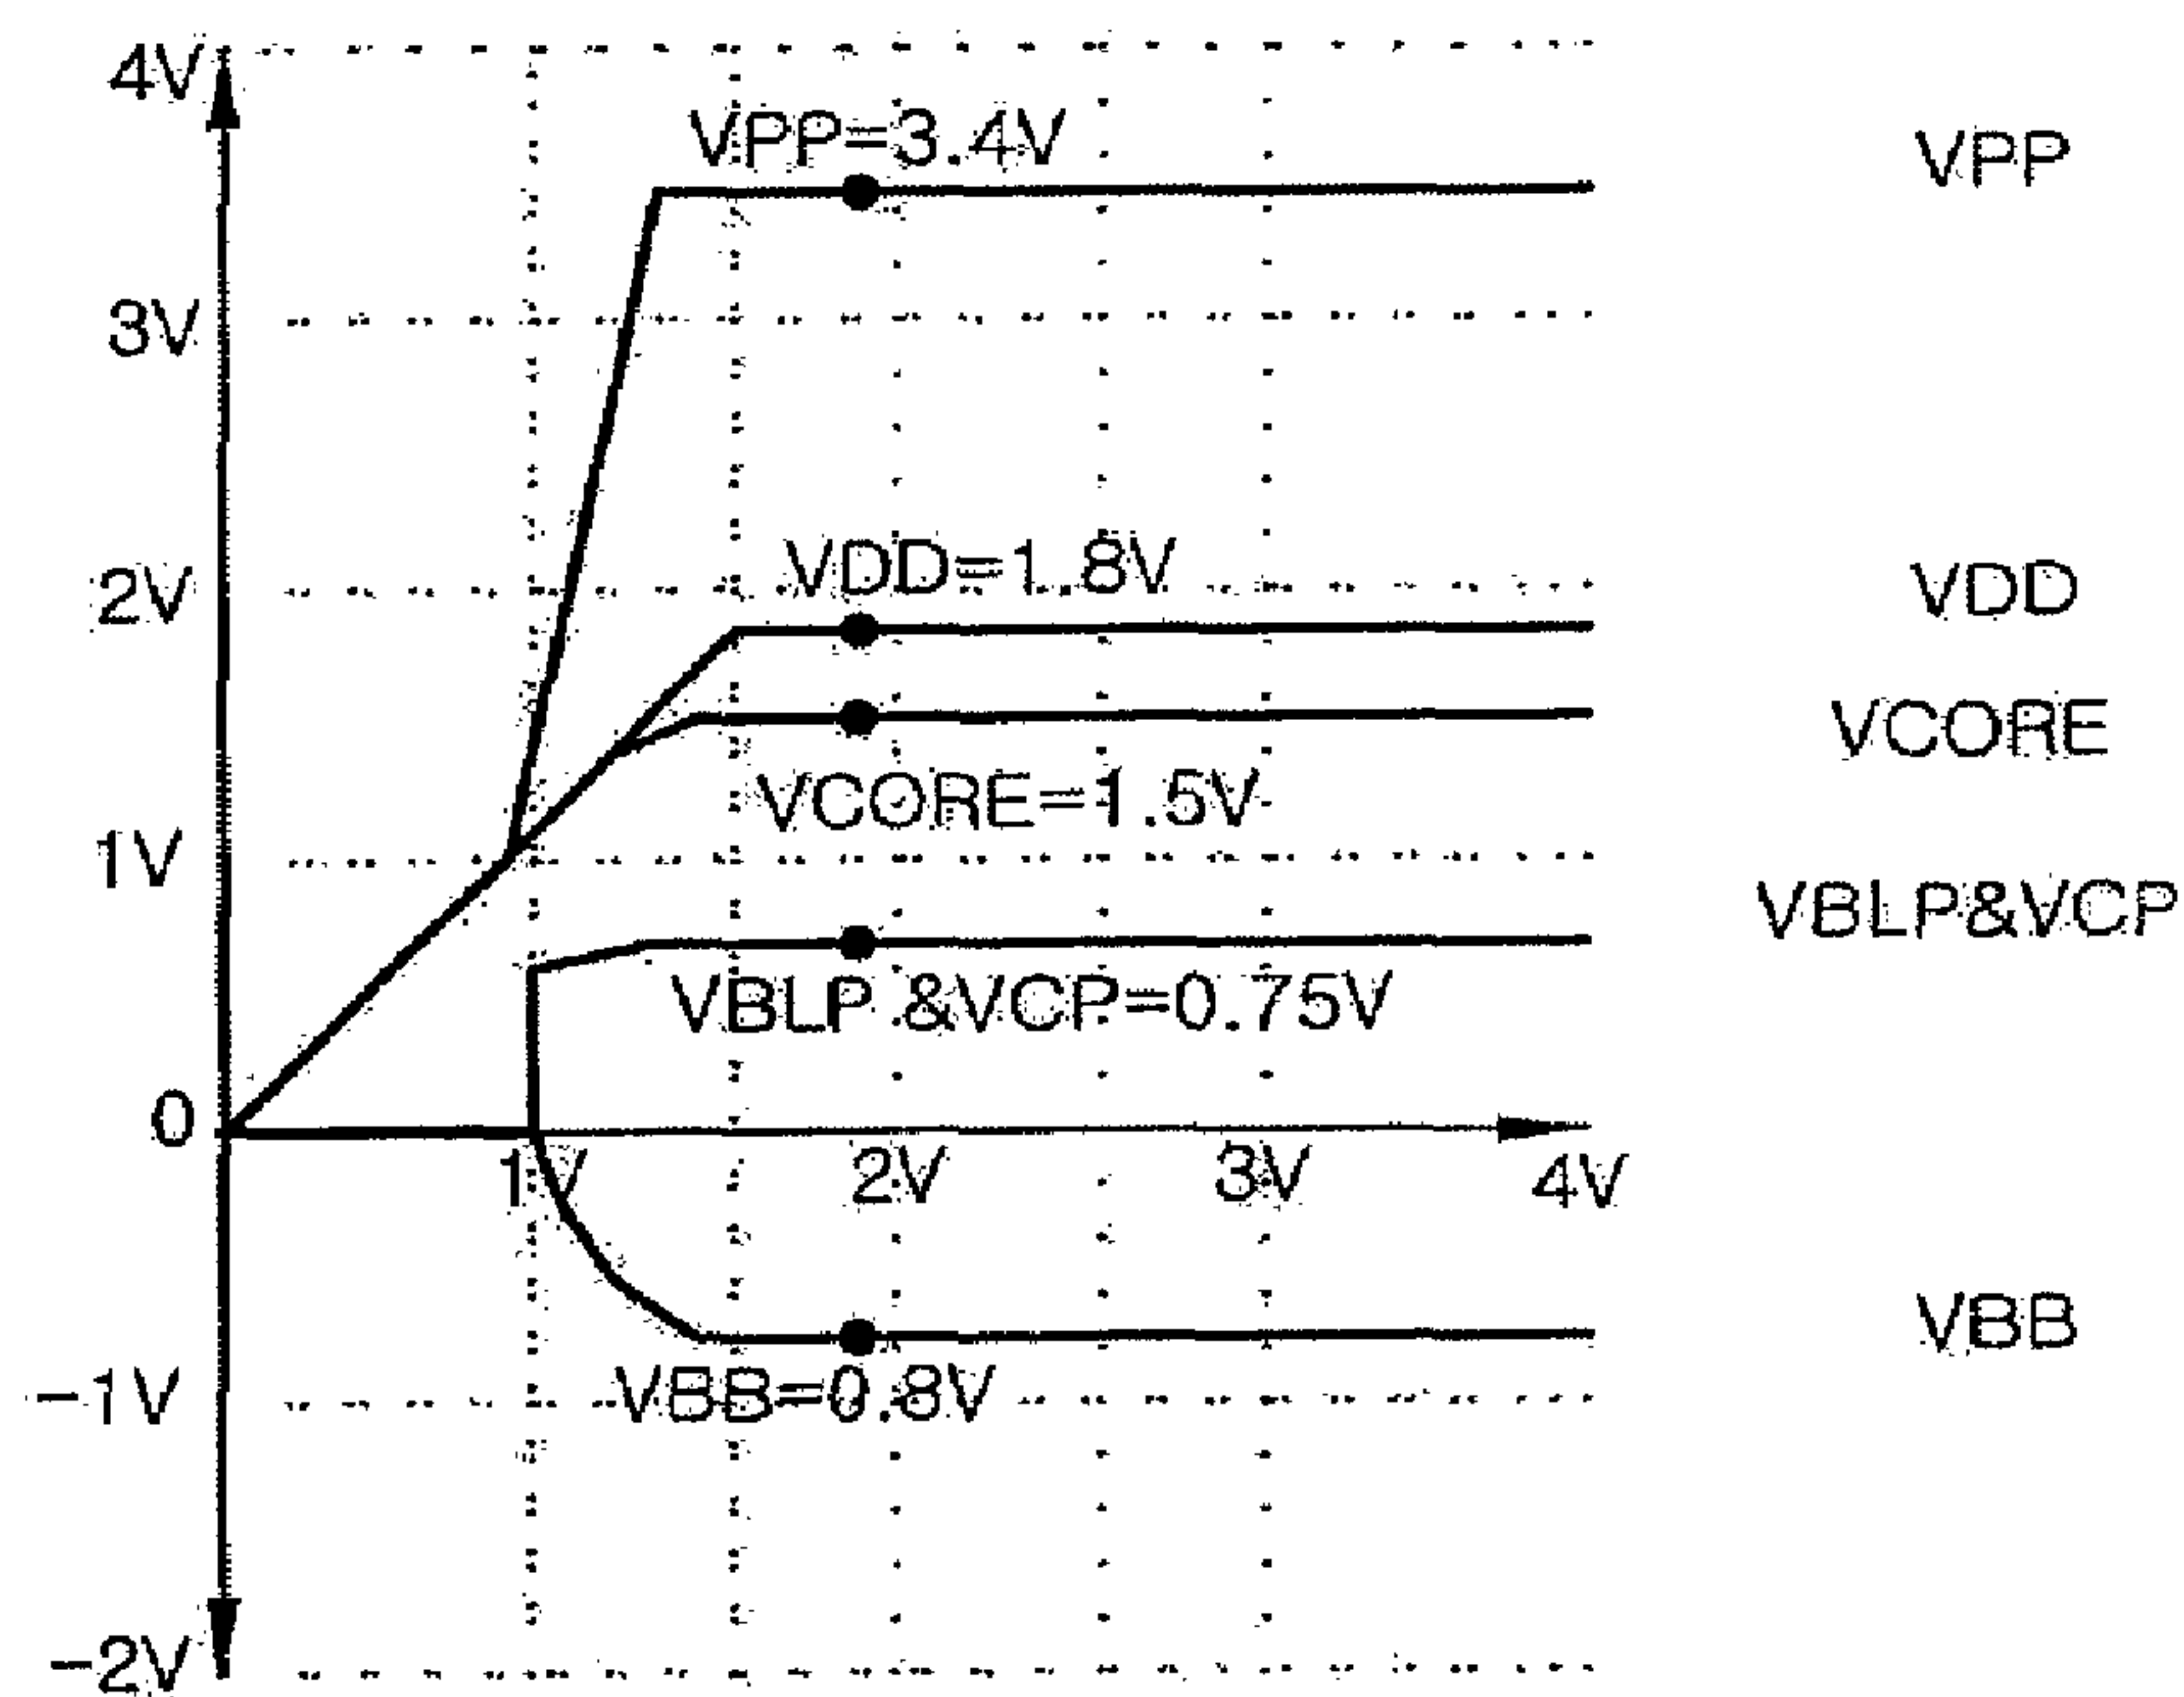 4V
VPP=3.4V
VPP
3V
VDD=1.8V
2V
VDD
VCORE
VCORE=1.5V
1V
VBLP&VCP
VBLP &VCP=0.75V
0
1V
2V
3V
4V
VBB
-1V
VBB=0.8V
-2V